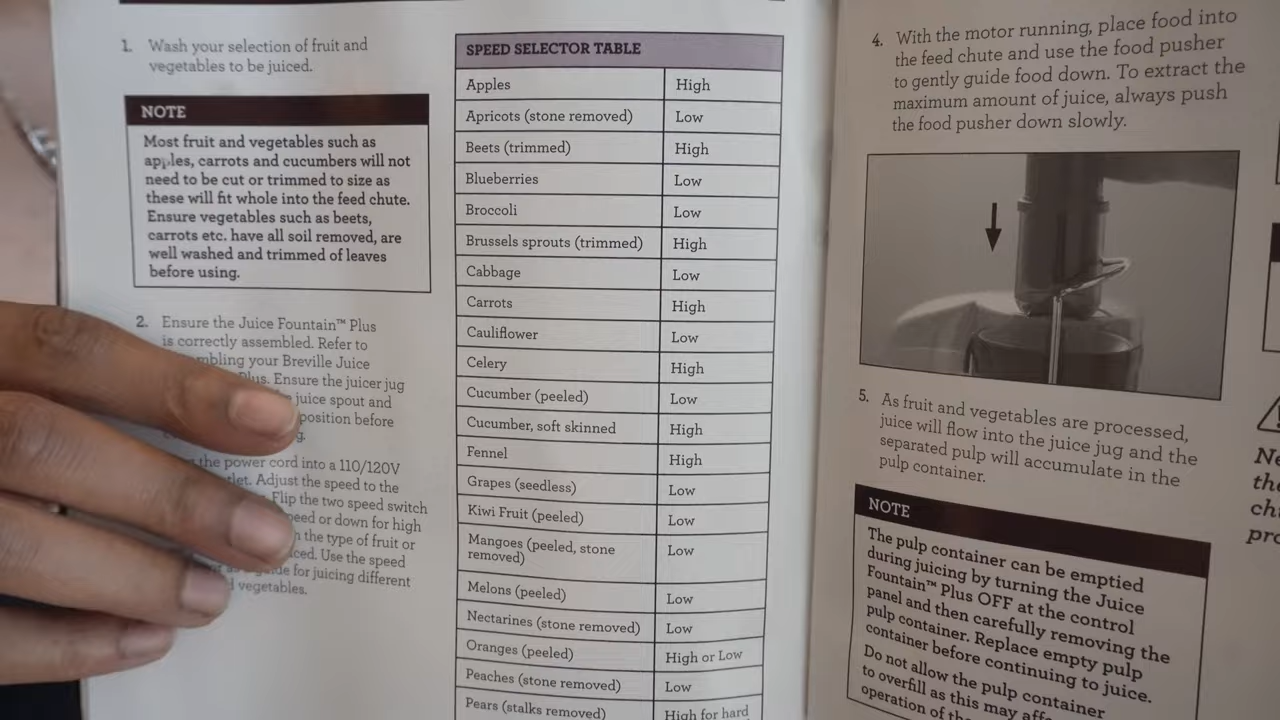 1. Wash your selection of fruit and
vegetables to be juiced.
NOTE
Most fruit and vegetables such as
apples, carrots and cucumbers will not
need to be cut or trimmed to size as
these will fit whole into the feed chute.
Ensure vegetables such as beets,
carrots etc. have all soil removed, are
well washed and trimmed of leaves
before using.
2. Ensure the Juice Fountain™ Plus
is correctly assembled. Refer to
your Breville Juice
Plus. Ensure the juicer jug
juice spout and
position before
the power cord into a 110/120V
Adjust the speed to the
Flip the two speed switch
or down for high
the type of fruit or
Use the speed
for juicing different
vegetables.
SPEED SELECTOR TABLE
Apples High
Apricots (stone removed) Low
Beets (trimmed) High
Blueberries Low
Broccoli Low
Brussels sprouts (trimmed) High
Cabbage Low
Carrots High
Cauliflower Low
Celery High
Cucumber (peeled) Low
Cucumber, soft skinned High
Fennel High
Grapes (seedless) Low
Kiwi Fruit (peeled) Low
Mangoes (peeled, stone
removed) Low
Melons (peeled) Low
Nectarines (stone removed) Low
Oranges (peeled) High or Low
Peaches (stone removed) Low
Pears (stalks removed) High for hard
4. With the motor running, place food into
the feed chute and use the food pusher
to gently guide food down. To extract the
maximum amount of juice, always push
the food pusher down slowly.
5. As fruit and vegetables are processed,
juice will flow into the juice jug and the
separated pulp will accumulate in the
pulp container.
NOTE
The pulp container can be emptied
during juicing by turning the Juice
Fountain™ Plus OFF at the control
panel and then carefully removing the
pulp container. Replace empty pulp
container before continuing to juice.
Do not allow the pulp container
to overfill as this may
operation of the